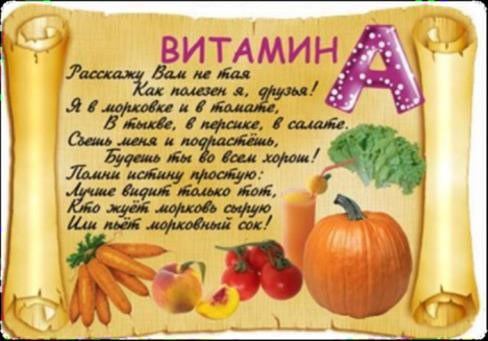 ВИТАМИН А
Расскажу Вам не тая
Как полезен я, друзья!
Я в морковке и в томате,
В тыкве, в персике, в салате.
Съешь меня и подрастёшь,
Будешь ты во всем хорош!
Помни истину простую:
Лучше видит только тот,
Кто жуёт морковь сырую
Или пьёт морковный сок!